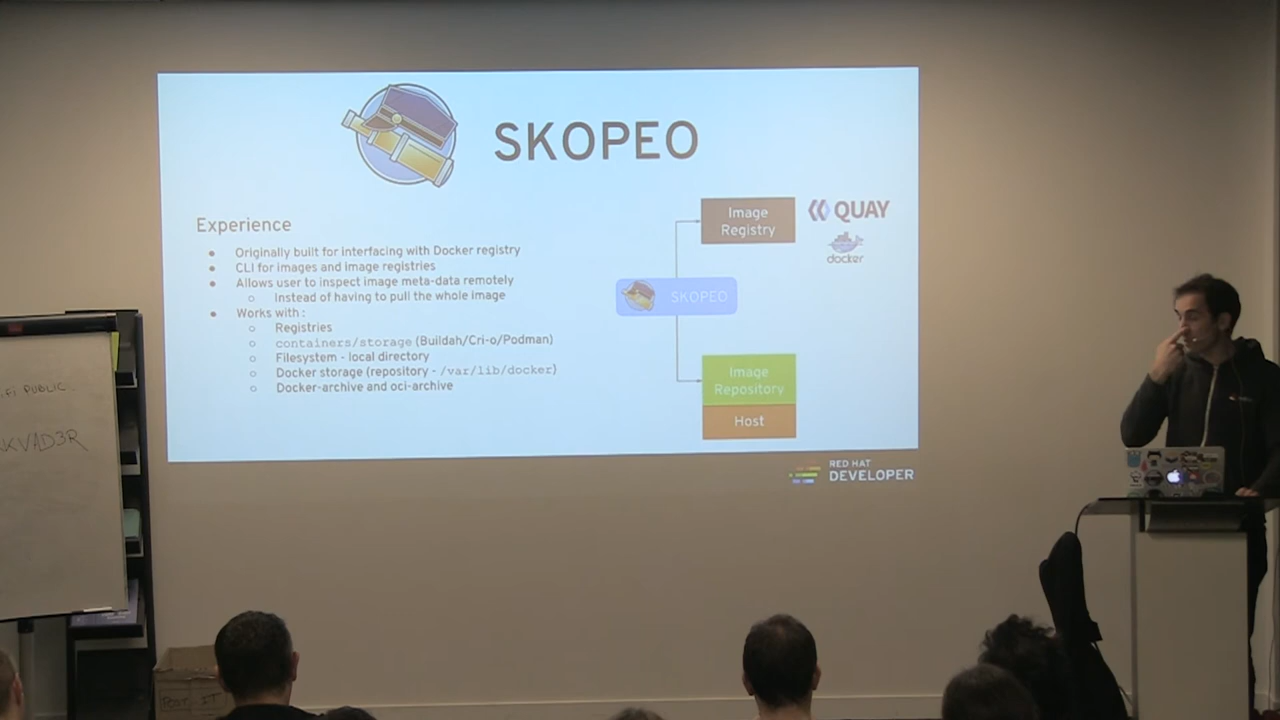 SKOPEO
Experience
Originally built for interfacing with Docker registry
CLI for images and image registries
Allows user to inspect image meta-data remotely
Instead of having to pull the whole image
Works with :
Registries
containers/storage (Buildah/Cri-o/Podman)
Filesystem - local directory
Docker storage (repository - /var/lib/docker)
Docker-archive and oci-archive
Image
Registry
QUAY
docker
SKOPEO
Image
Repository
Host
RED HAT
DEVELOPER
PUBLIC
KVAD3R
POST IT